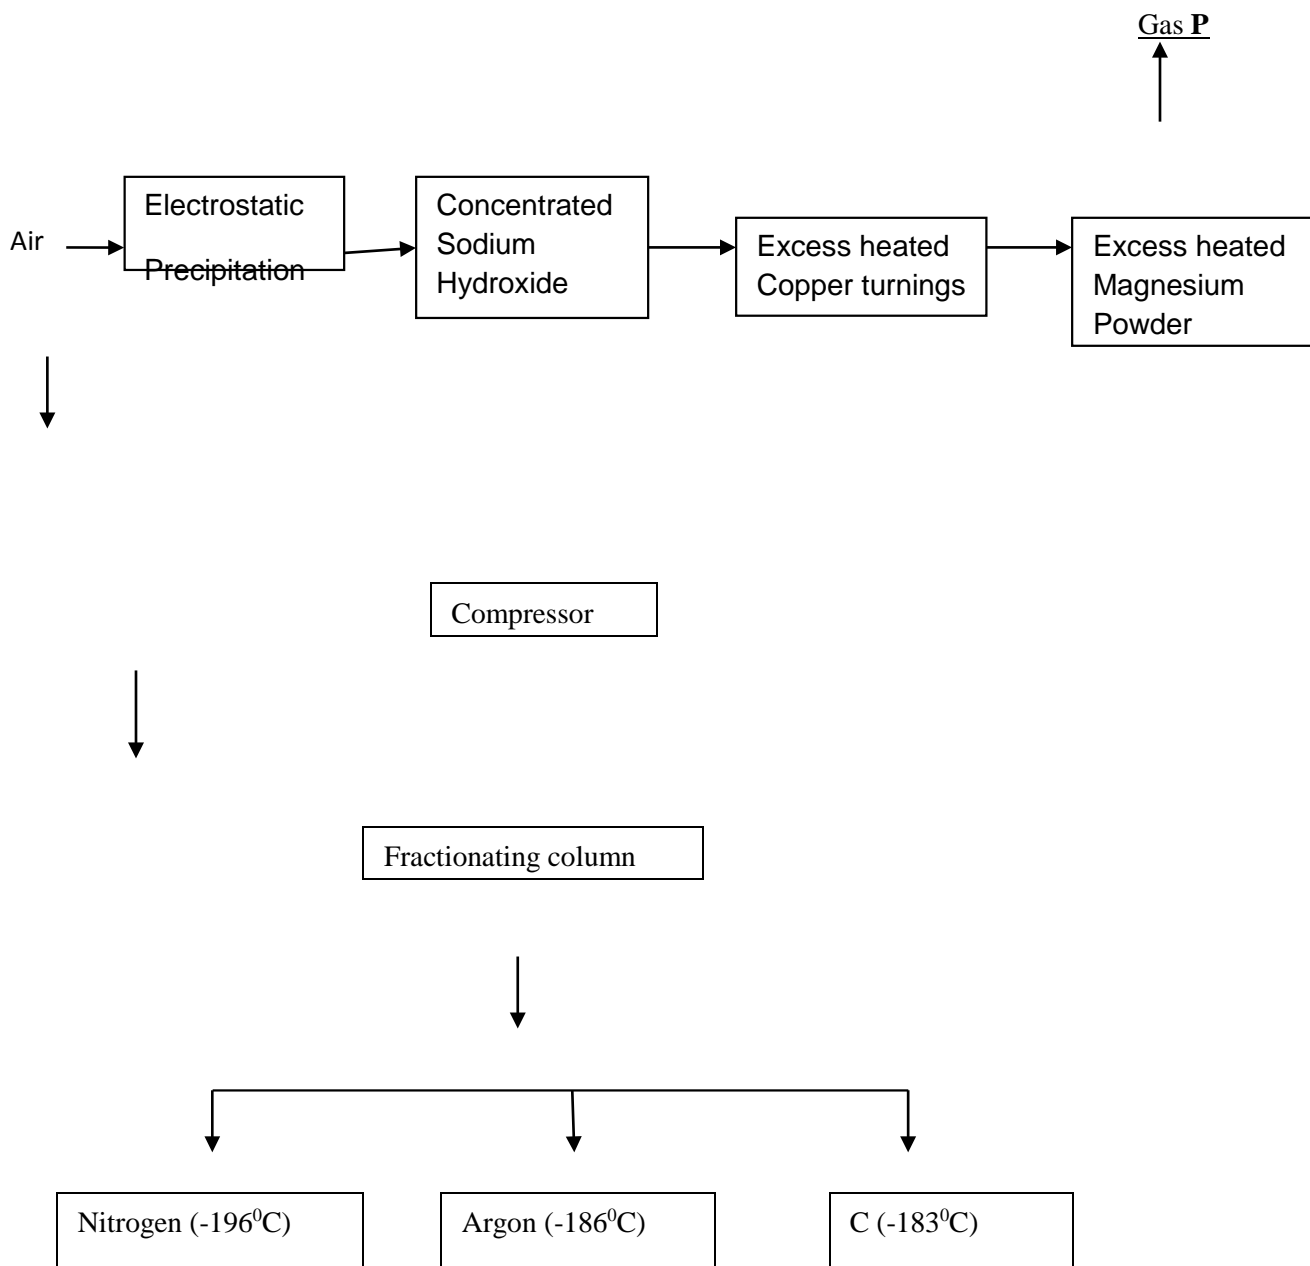 Gas P
Air
Electrostatic
Precipitation
Concentrated
Sodium
Hydroxide
Excess heated
Copper turnings
Excess heated
Magnesium
Powder
Compressor
Fractionating column
Nitrogen (-196⁰C)
Argon (-186⁰C)
C (-183⁰C)